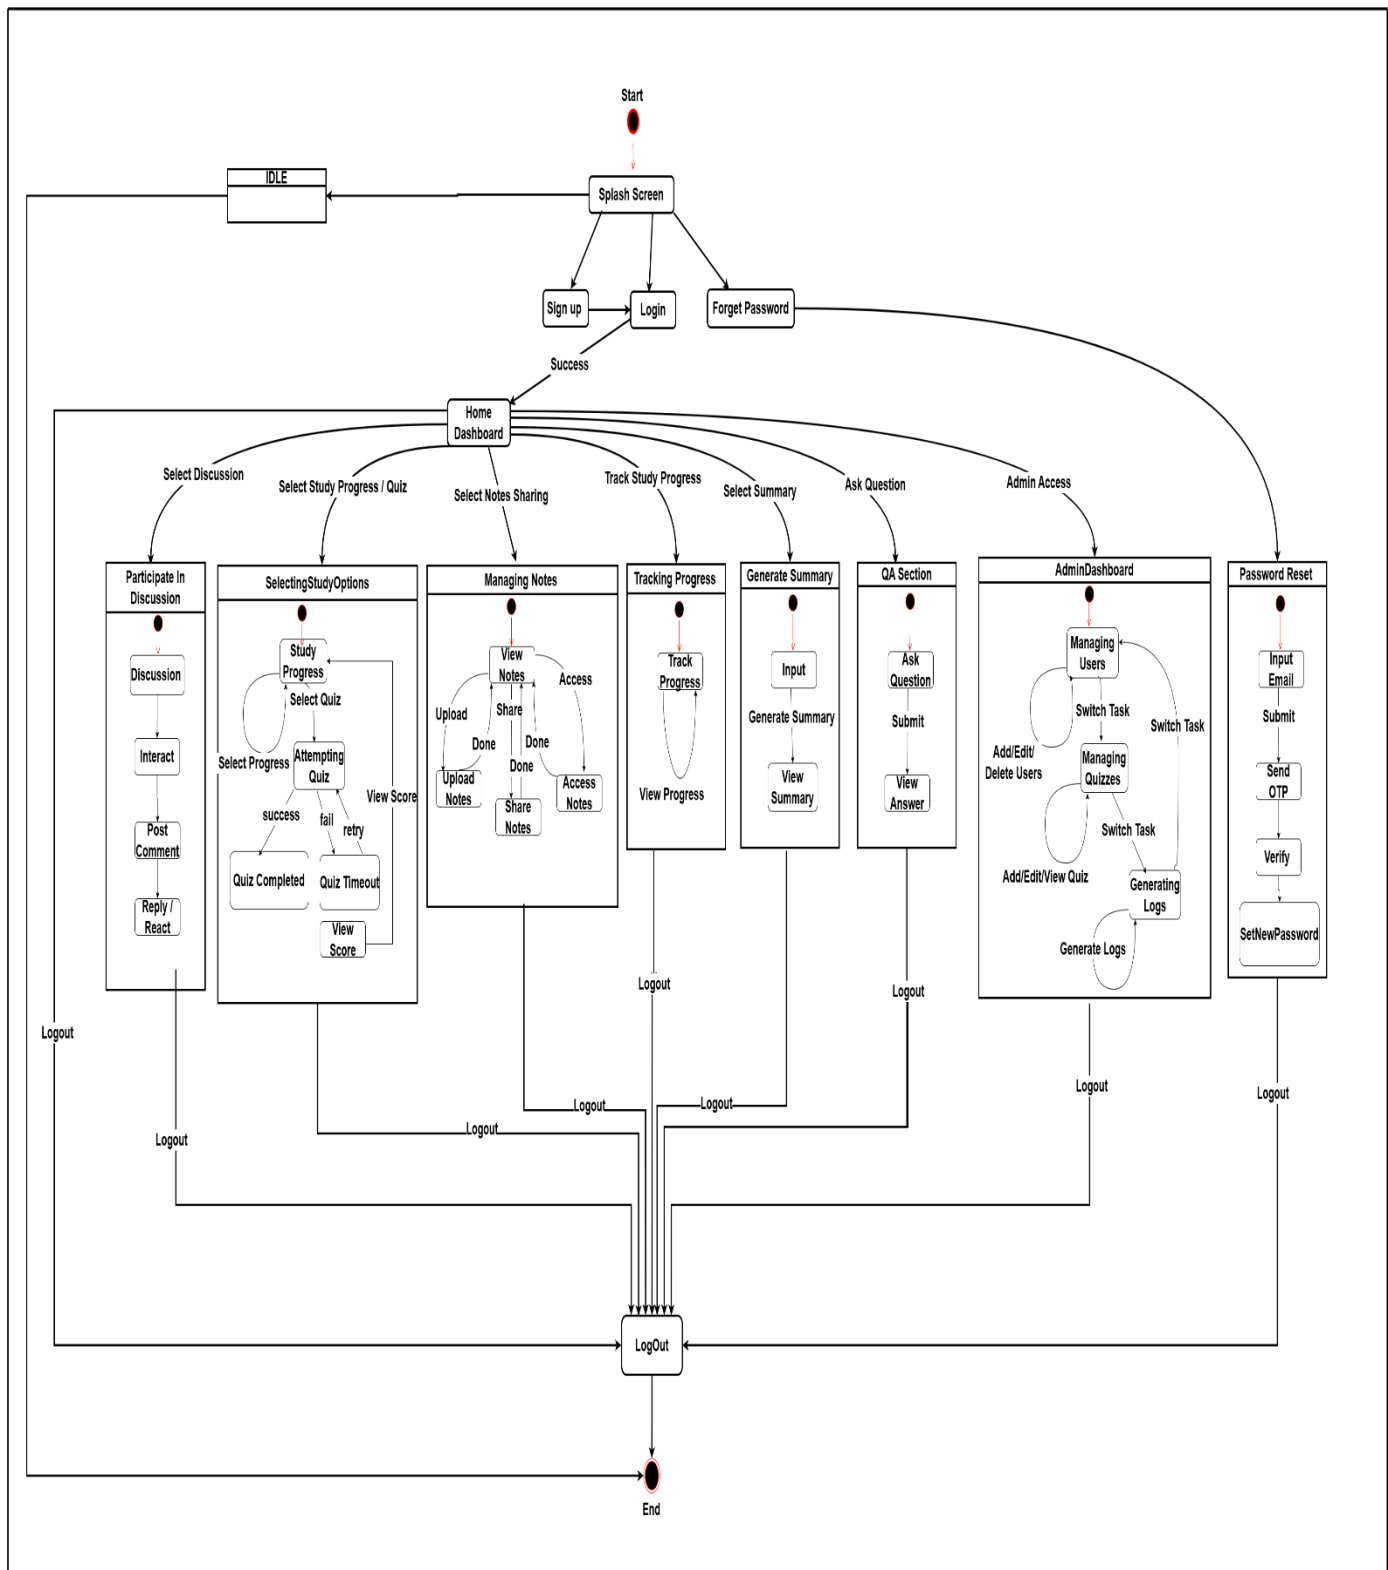 Start
IDLE
Splash Screen
Sign up
Login
Forget Password
Success
Home
Dashboard
Select Discussion
Select Study Progress / Quiz
Select Notes Sharing
Track Study Progress
Select Summary
Ask Question
Admin Access
Participate In
Discussion
Discussion
Interact
Post
Comment
Reply /
React
SelectingStudyOptions
Study
Progress
Select Quiz
Select Progress
Attempting
Quiz
View Score
success
fail
retry
Quiz Completed
Quiz Timeout
View
Score
Managing Notes
View
Notes
Access
Upload
Share
Done
Done
Done
Upload
Notes
Share
Notes
Access
Notes
Tracking Progress
Track
Progress
View Progress
Generate Summary
Input
Generate Summary
View
Summary
QA Section
Ask
Question
Submit
View
Answer
AdminDashboard
Managing
Users
Switch Task
Switch Task
Add/Edit/
Delete Users
Managing
Quizzes
Switch Task
Add/Edit/View Quiz
Generating
Logs
Generate Logs
Password Reset
Input
Email
Submit
Send
OTP
Verify
SetNewPassword
Logout
Logout
Logout
Logout
Logout
Logout
Logout
Logout
Logout
LogOut
End